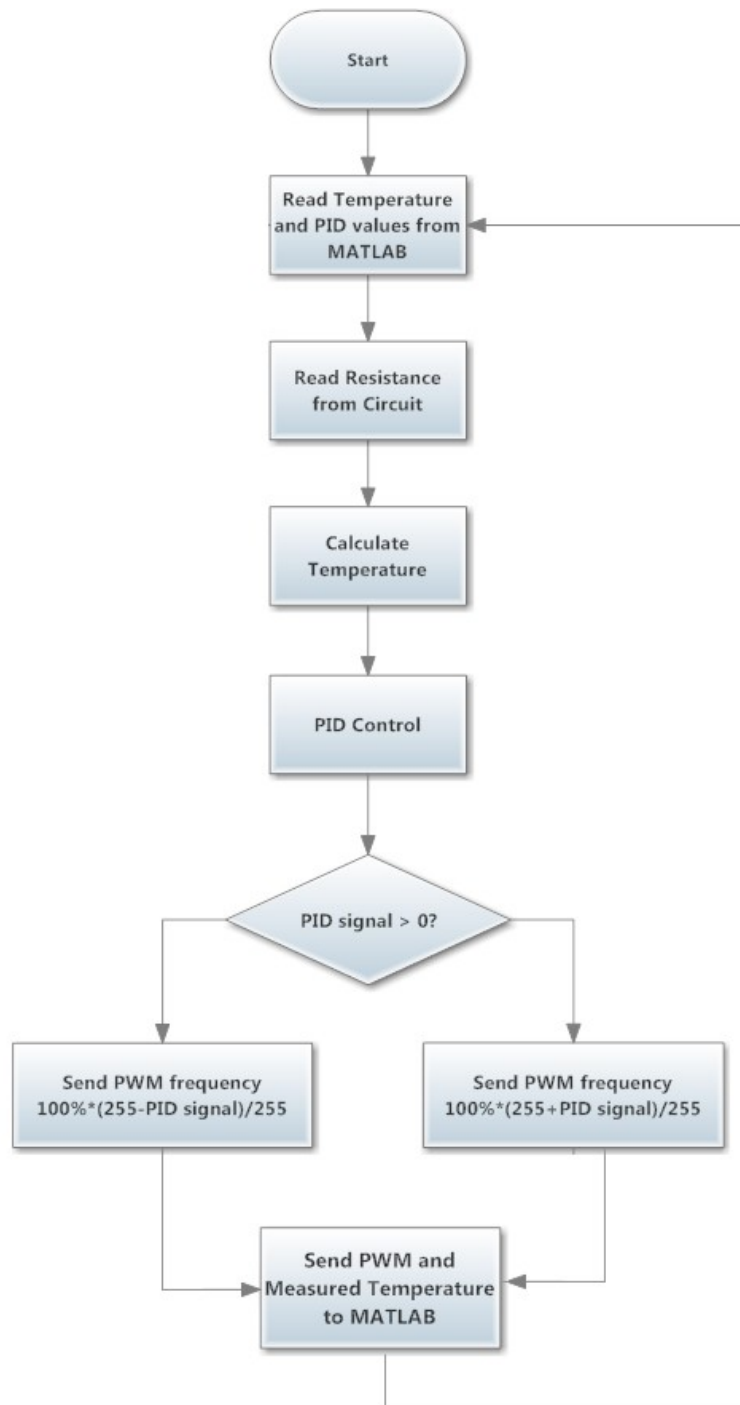 Start
Read Temperature
and PID values from
MATLAB
Read Resistance
from Circuit
Calculate
Temperature
PID Control
PID signal > 0?
Send PWM frequency
100%*(255-PID signal)/255
Send PWM frequency
100%*(255+PID signal)/255
Send PWM and
Measured Temperature
to MATLAB